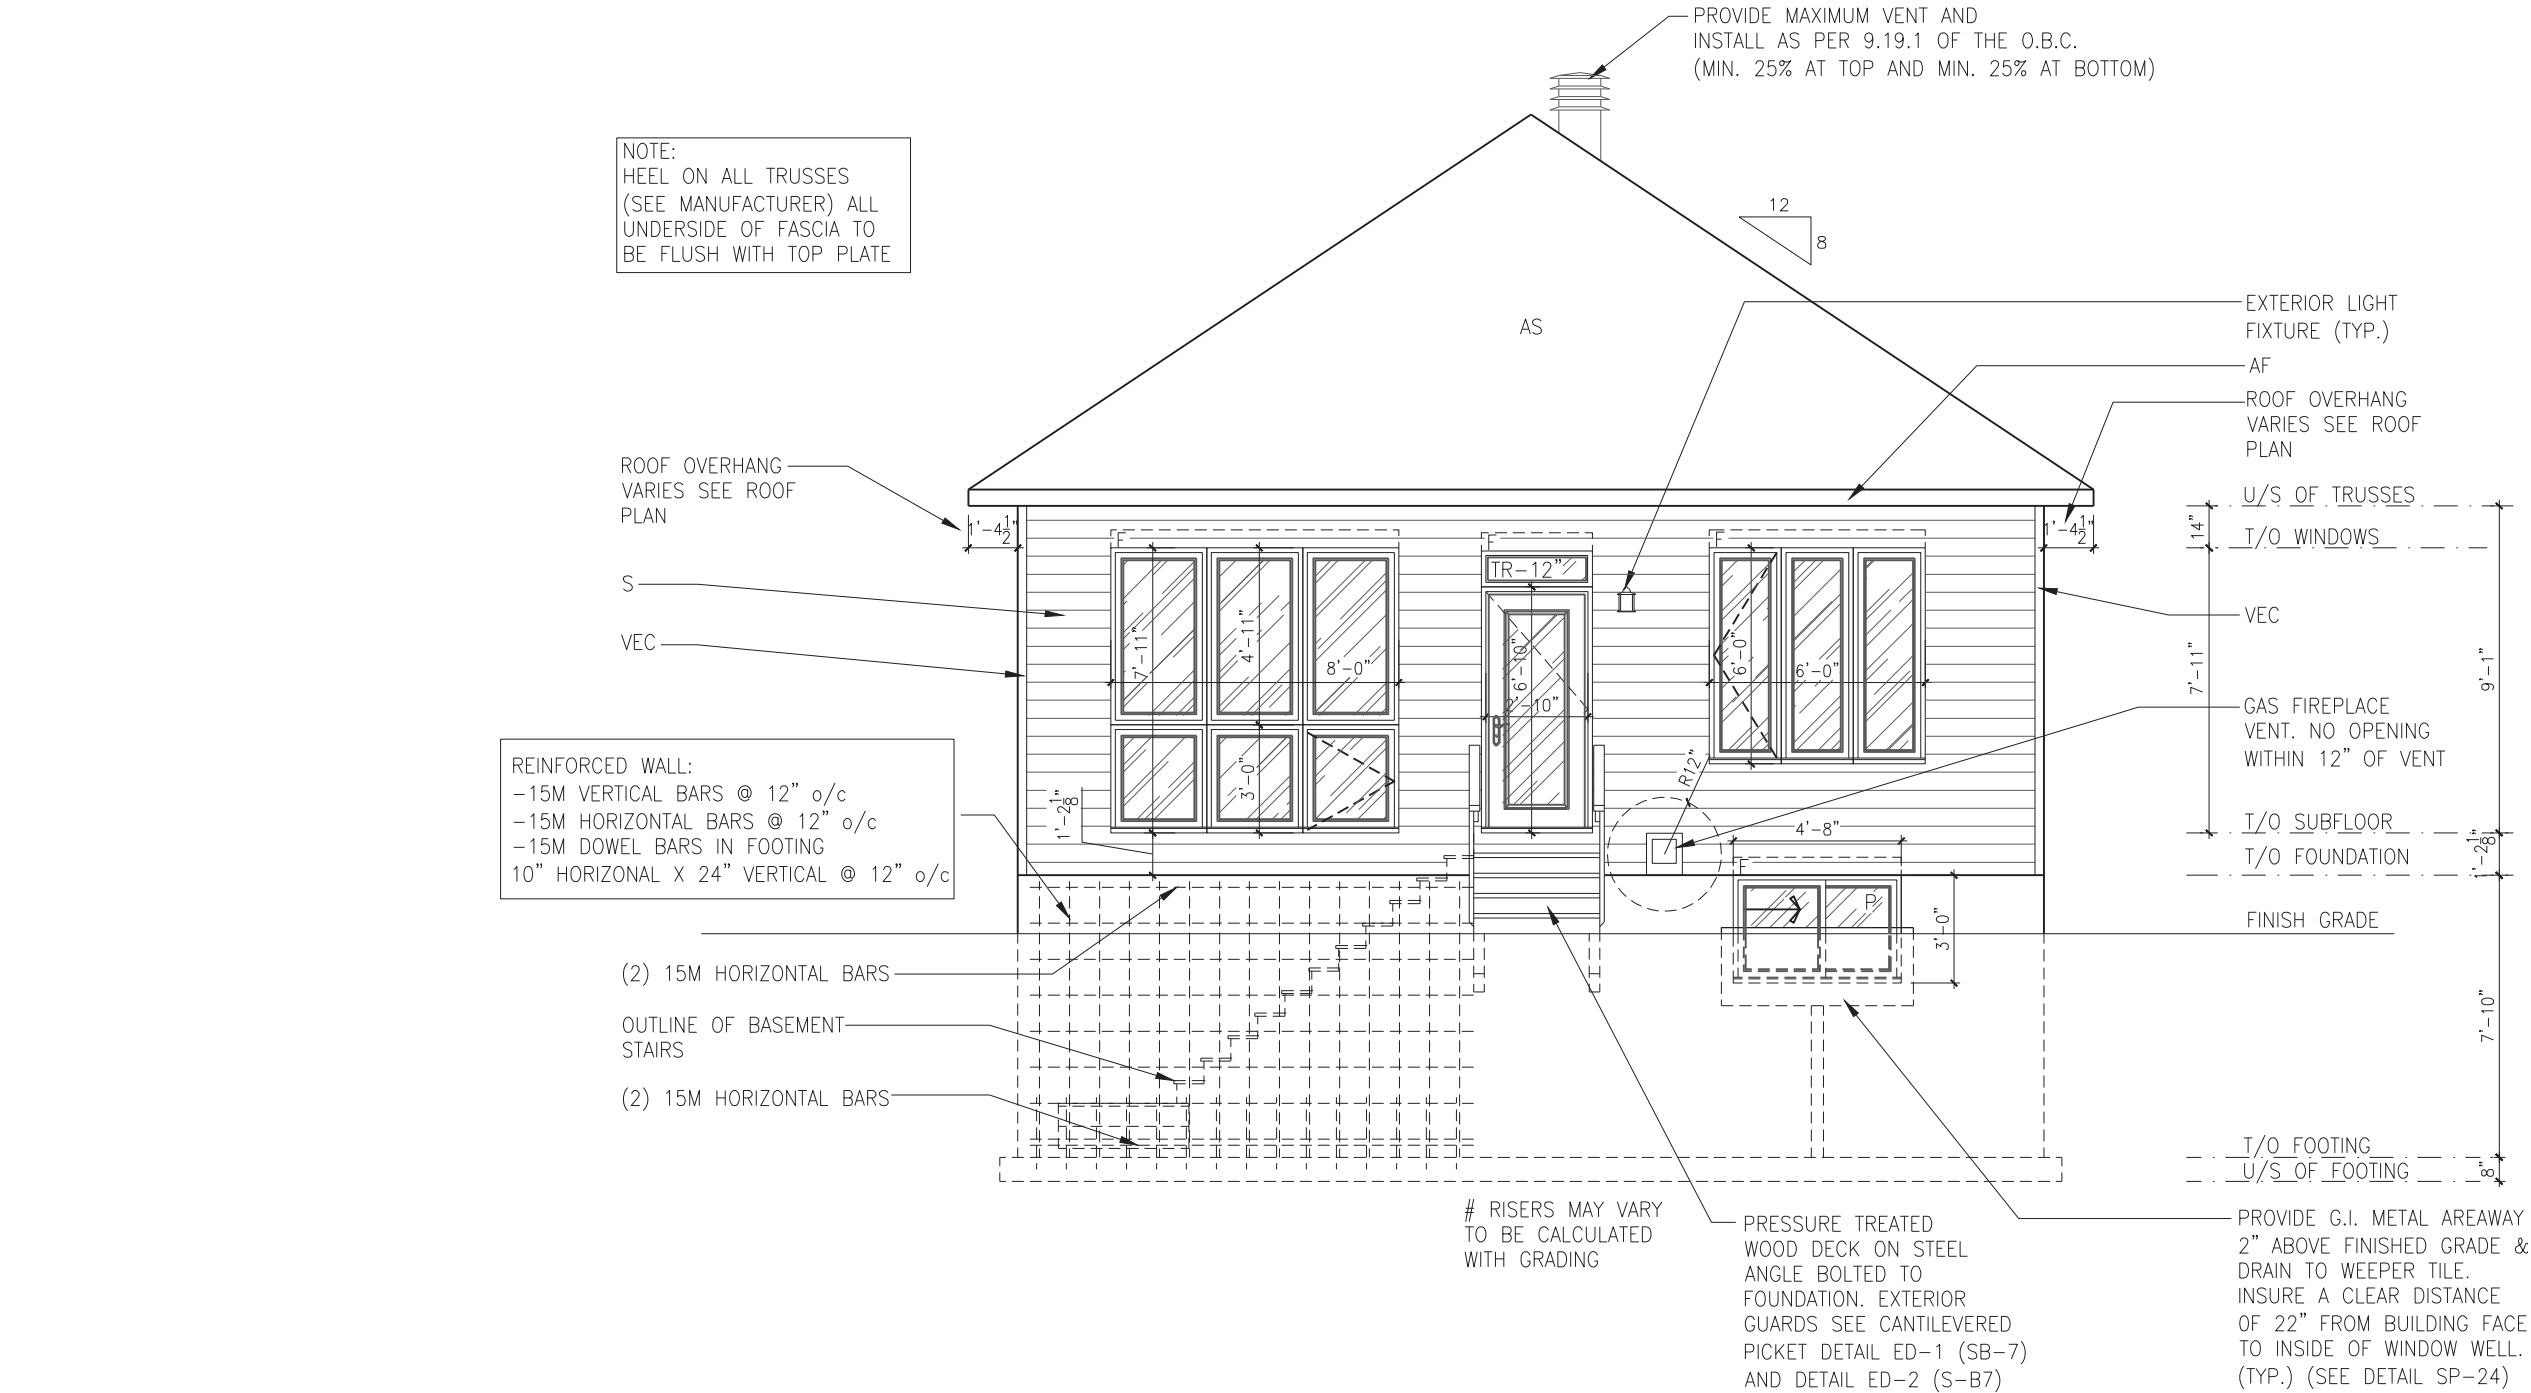 PROVIDE MAXIMUM VENT AND
INSTALL AS PER 9.19.1 OF THE O.B.C.
(MIN. 25% AT TOP AND MIN. 25% AT BOTTOM)
NOTE:
HEEL ON ALL TRUSSES
(SEE MANUFACTURER) ALL
UNDERSIDE OF FASCIA TO
BE FLUSH WITH TOP PLATE
12
8
AS
EXTERIOR LIGHT
FIXTURE (TYP.)
AF
ROOF OVERHANG
VARIES SEE ROOF
PLAN
ROOF OVERHANG
VARIES SEE ROOF
PLAN
1'-4 1/2"
1'-4 1/2"
U/S OF TRUSSES
14"
T/O WINDOWS
F
F
F
TR-12"
S
VEC
VEC
7'-11"
4'-11"
8'-0"
6'-10"
2'-10"
6'-0"
6'-0"
7'-11"
9'-1"
GAS FIREPLACE
VENT. NO OPENING
WITHIN 12" OF VENT
REINFORCED WALL:
-15M VERTICAL BARS @ 12" o/c
-15M HORIZONTAL BARS @ 12" o/c
-15M DOWEL BARS IN FOOTING
10" HORIZONAL X 24" VERTICAL @ 12" o/c
3'-0"
1'-2 1/8"
R12"
4'-8"
T/O SUBFLOOR
T/O FOUNDATION
1'-2 1/8"
F
P
3'-0"
FINISH GRADE
(2) 15M HORIZONTAL BARS
OUTLINE OF BASEMENT
STAIRS
(2) 15M HORIZONTAL BARS
7'-10"
T/O FOOTING
U/S OF FOOTING
8"
# RISERS MAY VARY
TO BE CALCULATED
WITH GRADING
PRESSURE TREATED
WOOD DECK ON STEEL
ANGLE BOLTED TO
FOUNDATION. EXTERIOR
GUARDS SEE CANTILEVERED
PICKET DETAIL ED-1 (SB-7)
AND DETAIL ED-2 (S-B7)
PROVIDE G.I. METAL AREAWAY
2" ABOVE FINISHED GRADE &
DRAIN TO WEEPER TILE.
INSURE A CLEAR DISTANCE
OF 22" FROM BUILDING FACE
TO INSIDE OF WINDOW WELL.
(TYP.) (SEE DETAIL SP-24)